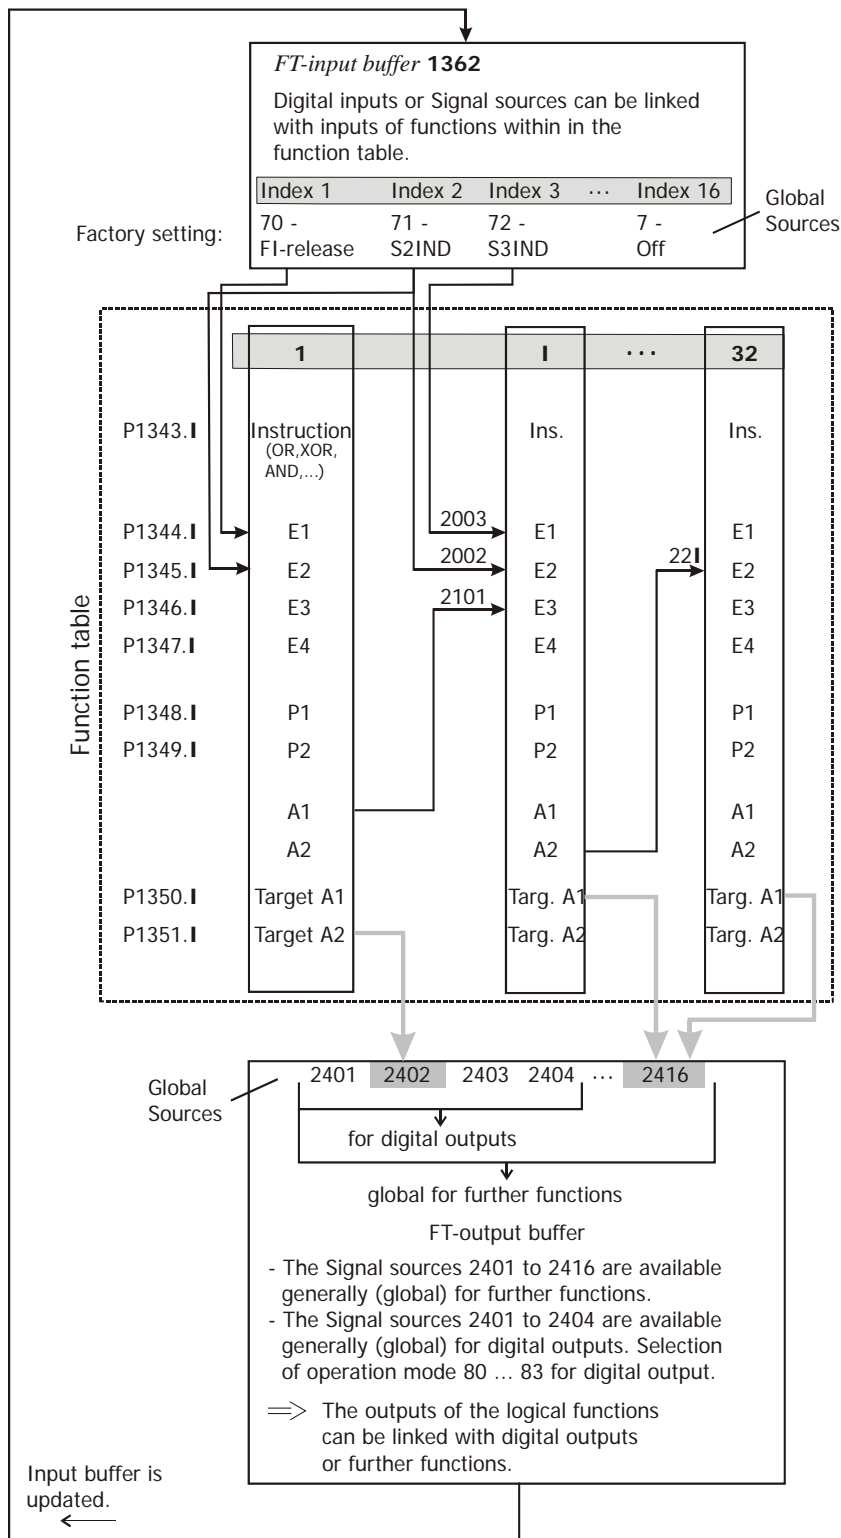 FT-input buffer 1362
Digital inputs or Signal sources can be linked
with inputs of functions within in the
function table.
Index 1 Index 2 Index 3 ... Index 16
Global
Sources
Factory setting:
70 - 71 - 72 - 7 -
FI-release S2IND S3IND Off
Function table
1 I ... 32
P1343.I Instruction Ins. Ins.
(OR,XOR,
AND,...)
P1344.I E1 2003 E1 E1
P1345.I E2 2002 E2 22I E2
P1346.I E3 2101 E3 E3
P1347.I E4 E4 E4
P1348.I P1 P1 P1
P1349.I P2 P2 P2
A1 A1 A1
A2 A2 A2
P1350.I Target A1 Targ. A1 Targ. A1
P1351.I Target A2 Targ. A2 Targ. A2
Global
Sources
2401 2402 2403 2404 ... 2416
for digital outputs
global for further functions
FT-output buffer
- The Signal sources 2401 to 2416 are available
generally (global) for further functions.
- The Signal sources 2401 to 2404 are available
generally (global) for digital outputs. Selection
of operation mode 80 ... 83 for digital output.
The outputs of the logical functions
can be linked with digital outputs
or further functions.
Input buffer is
updated.